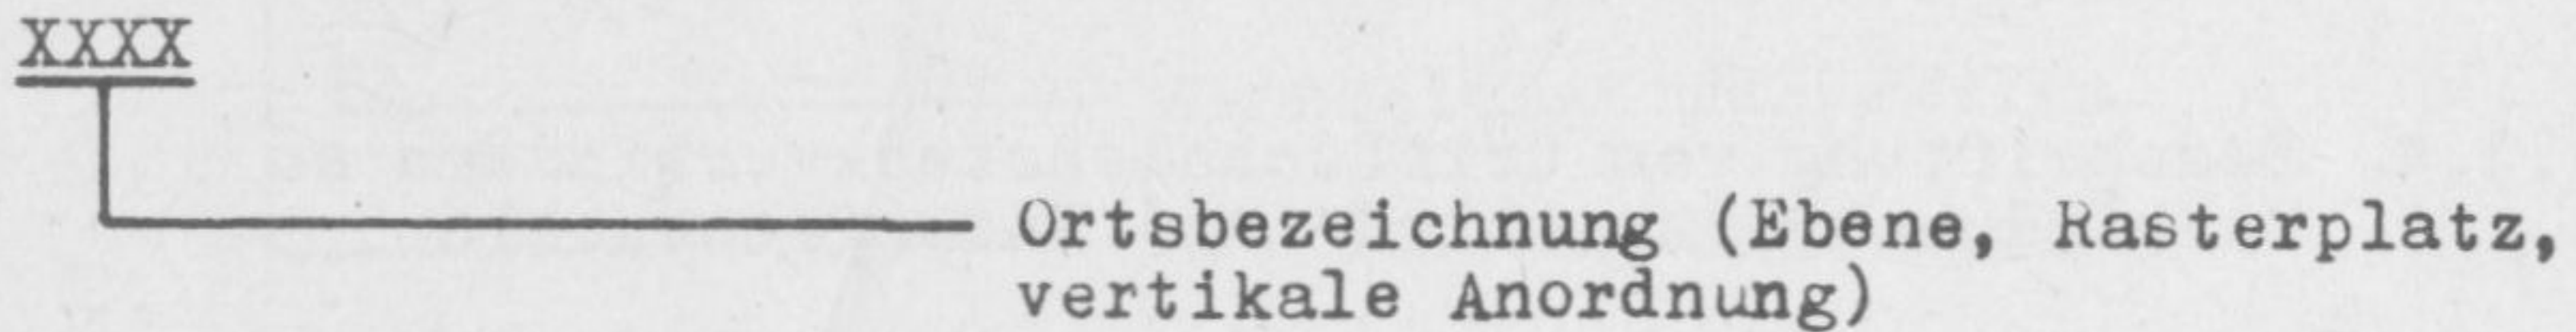 XXXX
Ortsbezeichnung (Ebene, Rasterplatz,
vertikale Anordnung)